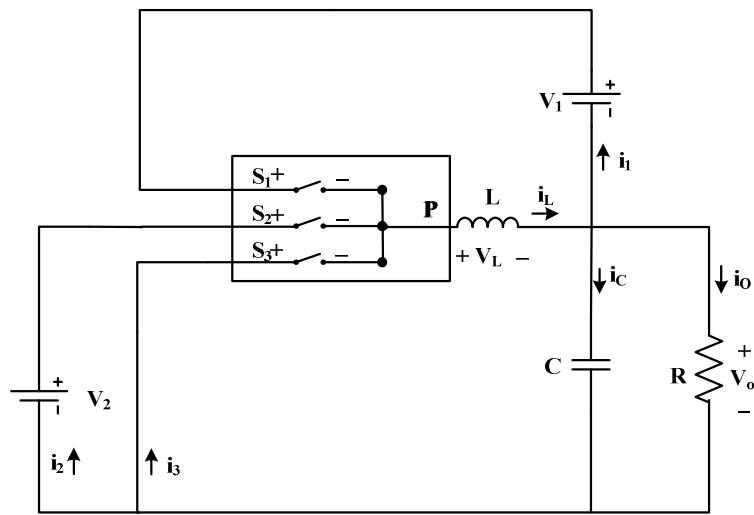 +
V1
−
i1
S1+ −
S2+ −
S3+ −
P
L
iL
+ VL −
iC
iO
C
R
+
Vo
−
+
V2
−
i2
i3